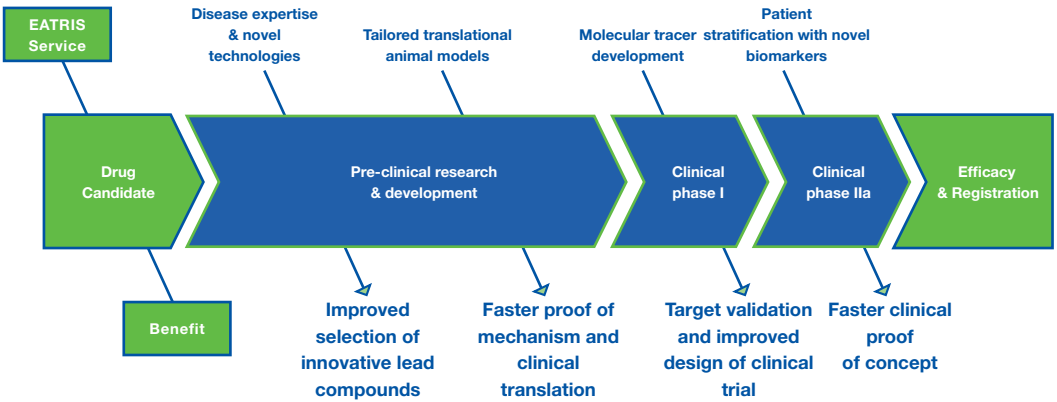 EATRIS
Service
Disease expertise
& novel
technologies
Tailored translational
animal models
Molecular tracer
development
Patient
stratification with novel
biomarkers
Drug
Candidate
Pre-clinical research
& development
Clinical
phase I
Clinical
phase IIa
Efficacy
& Registration
Benefit
Improved
selection of
innovative lead
compounds
Faster proof of
mechanism and
clinical
translation
Target validation
and improved
design of clinical
trial
Faster clinical
proof
of concept